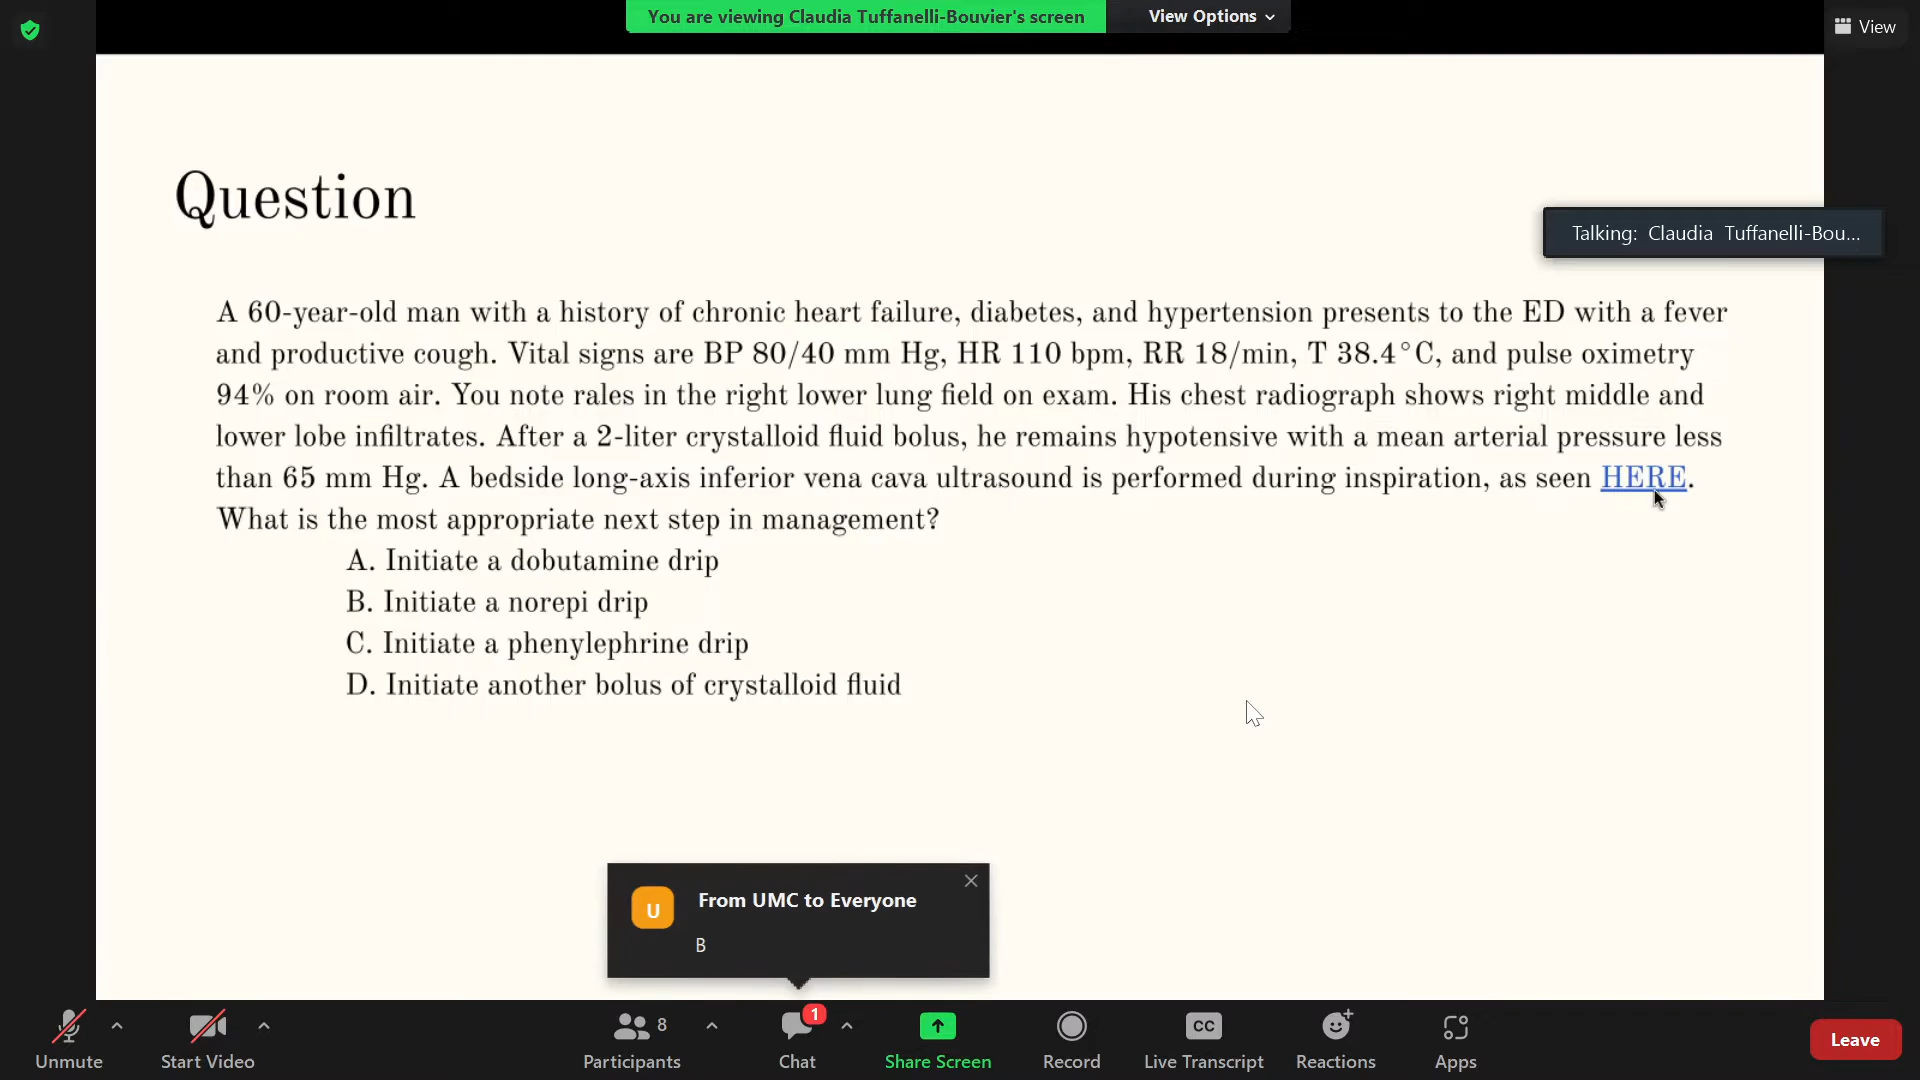 You are viewing Claudia Tuffanelli-Bouvier's screen
View Options
View
Question
Talking: Claudia Tuffanelli-Bou...
A 60-year-old man with a history of chronic heart failure, diabetes, and hypertension presents to the ED with a fever
and productive cough. Vital signs are BP 80/40 mm Hg, HR 110 bpm, RR 18/min, T 38.4°C, and pulse oximetry
94% on room air. You note rales in the right lower lung field on exam. His chest radiograph shows right middle and
lower lobe infiltrates. After a 2-liter crystalloid fluid bolus, he remains hypotensive with a mean arterial pressure less
than 65 mm Hg. A bedside long-axis inferior vena cava ultrasound is performed during inspiration, as seen HERE.
What is the most appropriate next step in management?
A. Initiate a dobutamine drip
B. Initiate a norepi drip
C. Initiate a phenylephrine drip
D. Initiate another bolus of crystalloid fluid
U
From UMC to Everyone
B
Unmute
Start Video
8
Participants
1
Chat
Share Screen
Record
CC
Live Transcript
Reactions
Apps
Leave